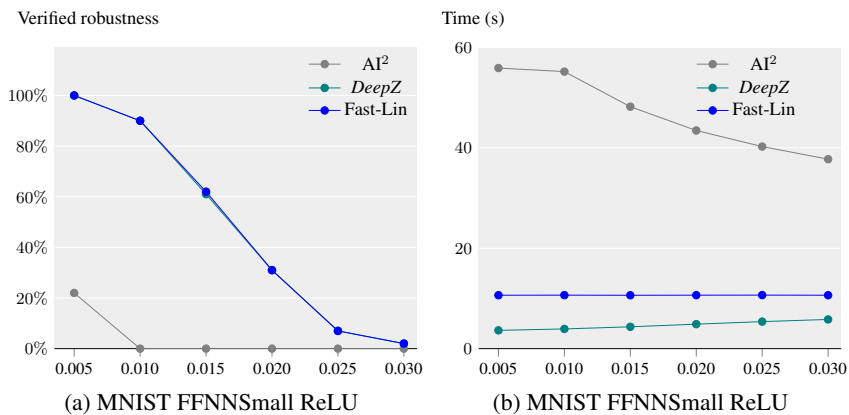 Verified robustness
AI²
DeepZ
Fast-Lin
100%
80%
60%
40%
20%
0%
0.005 0.010 0.015 0.020 0.025 0.030
(a) MNIST FFNNSmall ReLU
Time (s)
60
AI²
DeepZ
Fast-Lin
40
20
0
0.005 0.010 0.015 0.020 0.025 0.030
(b) MNIST FFNNSmall ReLU